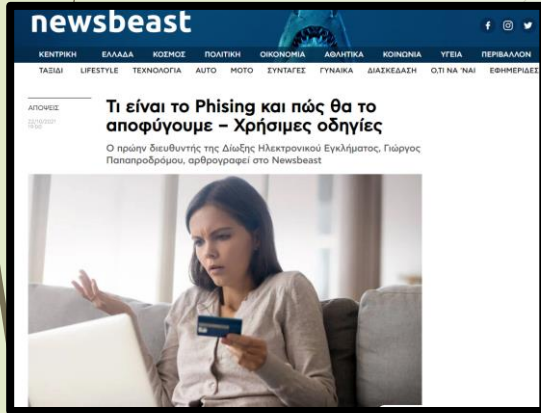 newsbeast
ΚΕΝΤΡΙΚΗ ΕΛΛΑΔΑ ΚΟΣΜΟΣ ΠΟΛΙΤΙΚΗ ΟΙΚΟΝΟΜΙΑ ΑΘΛΗΤΙΚΑ ΚΟΙΝΩΝΙΑ ΥΓΕΙΑ ΠΕΡΙΒΑΛΛΟΝ
ΤΑΞΙΔΙ LIFESTYLE ΤΕΧΝΟΛΟΓΙΑ AUTO MOTO ΣΥΝΤΑΓΕΣ ΓΥΝΑΙΚΑ ΔΙΑΣΚΕΔΑΣΗ Ο,ΤΙ ΝΑ 'ΝΑΙ ΕΦΗΜΕΡΙΔΕΣ
ΑΠΟΨΕΙΣ
Τι είναι το Phising και πώς θα το
αποφύγουμε – Χρήσιμες οδηγίες
Ο πρώην διευθυντής της Δίωξης Ηλεκτρονικού Εγκλήματος, Γιώργος
Παπαπροδρόμου, αρθρογραφεί στο Newsbeast